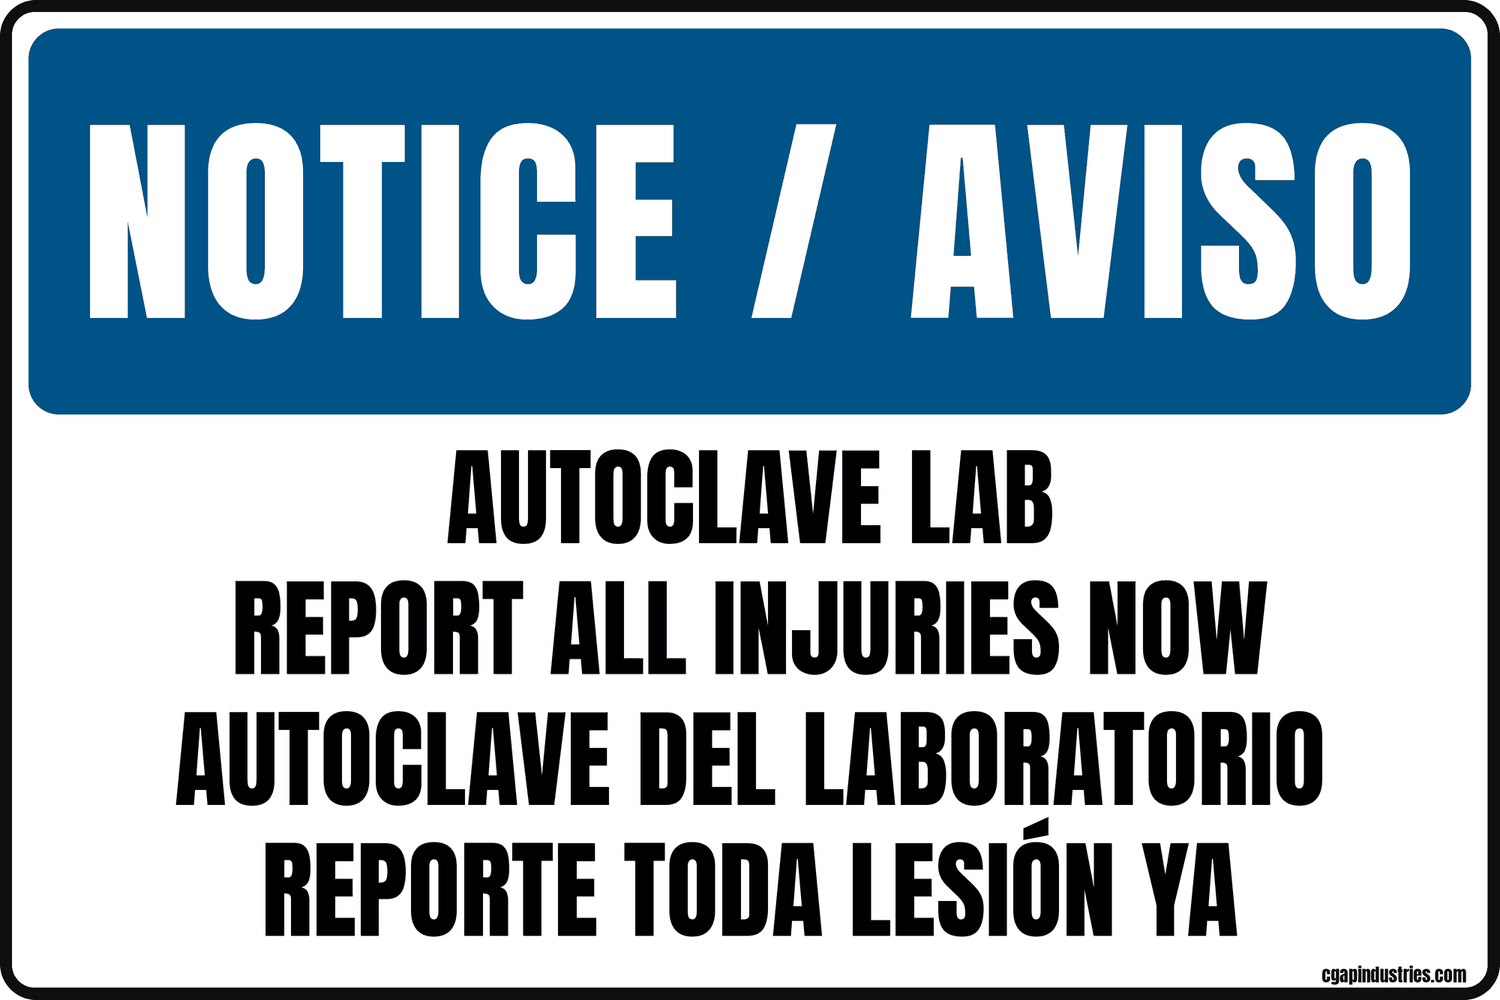 NOTICE / AVISO
AUTOCLAVE LAB
REPORT ALL INJURIES NOW
AUTOCLAVE DEL LABORATORIO
REPORTE TODA LESIÓN YA
cgapindustries.com